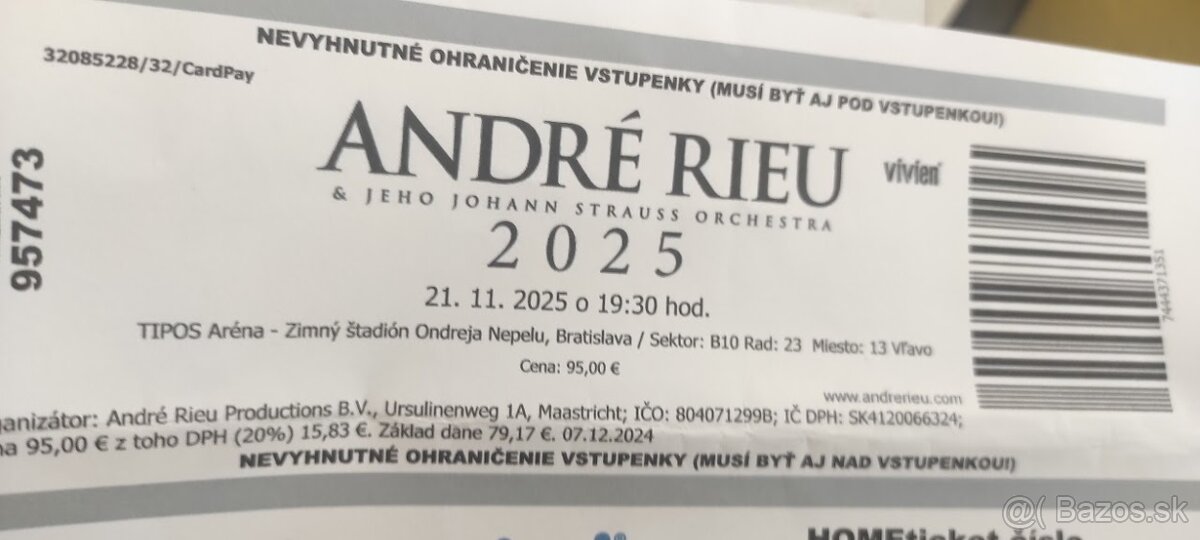 NEVYHNUTNÉ OHRANIČENIE VSTUPENKY (MUSÍ BYŤ AJ POD VSTUPENKOU!)
32085228/32/CardPay
957473
ANDRÉ RIEU
vivien
& JEHO JOHANN STRAUSS ORCHESTRA
2025
21. 11. 2025 o 19:30 hod.
TIPOS Aréna - Zimný štadión Ondreja Nepelu, Bratislava / Sektor: B10 Rad: 23 Miesto: 13 Vľavo
Cena: 95,00 €
7444371351
www.andrerieu.com
ganizátor: André Rieu Productions B.V., Ursulinenweg 1A, Maastricht; IČO: 804071299B; IČ DPH: SK4120066324;
na 95,00 € z toho DPH (20%) 15,83 €. Základ dane 79,17 €. 07.12.2024
NEVYHNUTNÉ OHRANIČENIE VSTUPENKY (MUSÍ BYŤ AJ NAD VSTUPENKOU!)
HOMEticket číslo
@( Bazos.sk